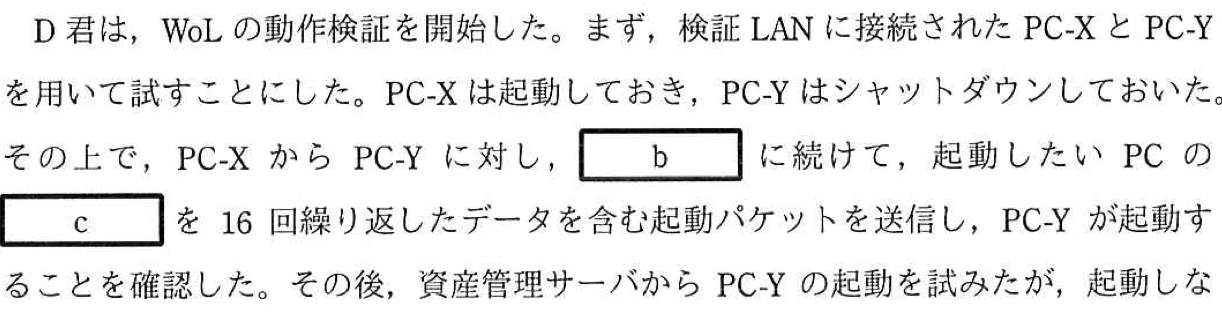 D 君は，WoL の動作検証を開始した。まず，検証 LAN に接続された PC-X と PC-Y
を用いて試すことにした。PC-X は起動しておき，PC-Y はシャットダウンしておいた。
その上で，PC-X から PC-Y に対し， b に続けて，起動したい PC の
c を 16 回繰り返したデータを含む起動パケットを送信し，PC-Y が起動す
ることを確認した。その後，資産管理サーバから PC-Y の起動を試みたが，起動しな